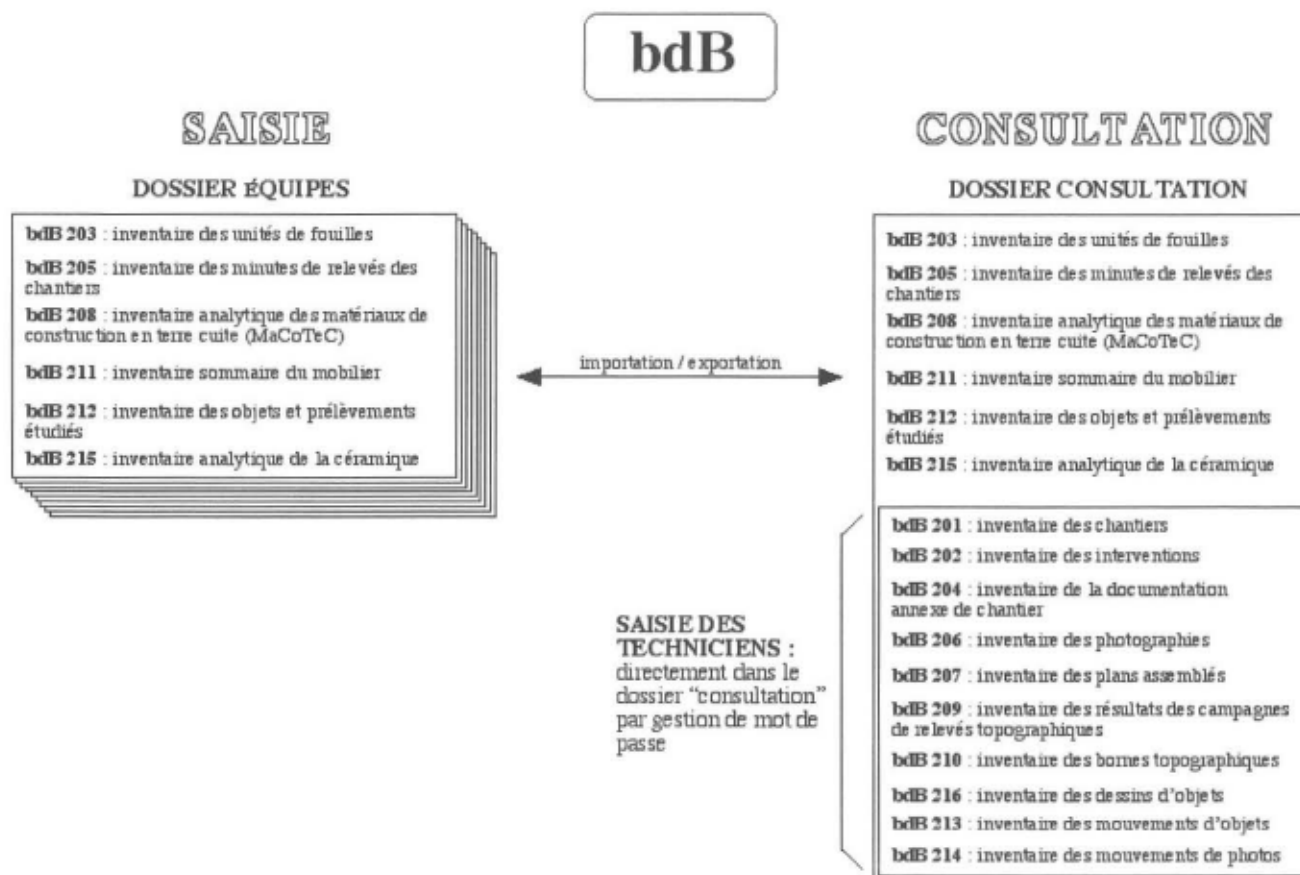 bdB
SAISIE
DOSSIER ÉQUIPES
bdB 203 : inventaire des unités de fouilles
bdB 205 : inventaire des minutes de relevés des
chantiers
bdB 208 : inventaire analytique des matériaux de
construction en terre cuite (MaCoTeC)
bdB 211 : inventaire sommaire du mobilier
bdB 212 : inventaire des objets et prélèvements
étudiés
bdB 215 : inventaire analytique de la céramique
importation / exportation
CONSULTATION
DOSSIER CONSULTATION
bdB 203 : inventaire des unités de fouilles
bdB 205 : inventaire des minutes de relevés des
chantiers
bdB 208 : inventaire analytique des matériaux de
construction en terre cuite (MaCoTeC)
bdB 211 : inventaire sommaire du mobilier
bdB 212 : inventaire des objets et prélèvements
étudiés
bdB 215 : inventaire analytique de la céramique
SAISIE DES
TECHNICIENS :
directement dans le
dossier “consultation”
par gestion de mot de
passe
bdB 201 : inventaire des chantiers
bdB 202 : inventaire des interventions
bdB 204 : inventaire de la documentation
annexe de chantier
bdB 206 : inventaire des photographies
bdB 207 : inventaire des plans assemblés
bdB 209 : inventaire des résultats des campagnes
de relevés topographiques
bdB 210 : inventaire des bornes topographiques
bdB 216 : inventaire des dessins d’objets
bdB 213 : inventaire des mouvements d’objets
bdB 214 : inventaire des mouvements de photos